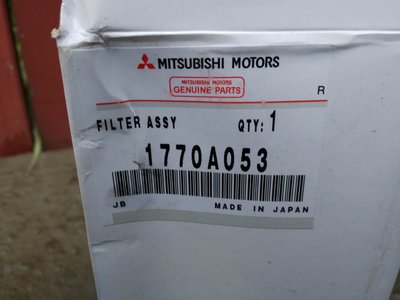 MITSUBISHI MOTORS
MITSUBISHI MOTORS
GENUINE PARTS
R
FILTER ASSY QTY: 1
1770A053
JB MADE IN JAPAN